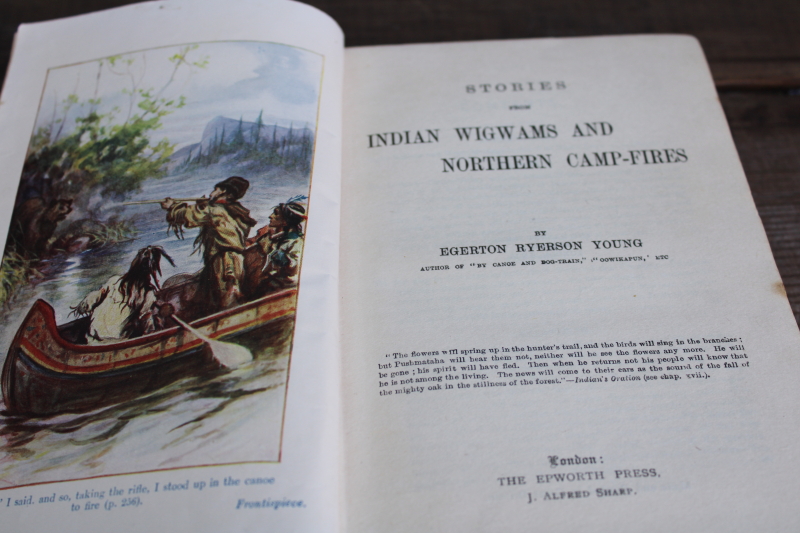 " I said. and so, taking the rifle, I stood up in the canoe
to fire (p. 256).
Frontispiece.
STORIES
FROM
INDIAN WIGWAMS AND
NORTHERN CAMP-FIRES
BY
EGERTON RYERSON YOUNG
AUTHOR OF "BY CANOE AND DOG-TRAIN," "OOWIKAPUN," ETC
"The flowers will spring up in the hunter's trail, and the birds will sing in the branches;
but Pushmataha will hear them not, neither will he see the flowers any more. He will
be gone; his spirit will have fled. Then when he returns not his people will know that
he is not among the living. The news will come to their ears as the sound of the fall of
the mighty oak in the stillness of the forest."—Indian's Oration (see chap. xvii.).
London:
THE EPWORTH PRESS,
J. ALFRED SHARP.